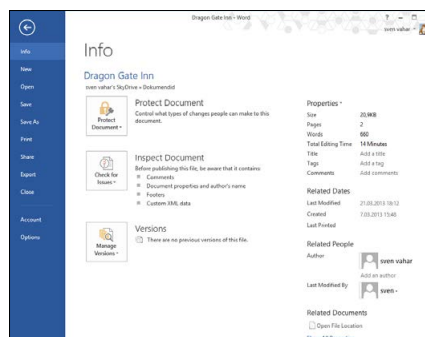 Dragon Gate Inn - Word
?
sven vahar
Info
New
Open
Save
Save As
Print
Share
Export
Close
Account
Options
Info
Dragon Gate Inn
sven vahar's SkyDrive » Dokumendid
Protect Document
Protect Document
Control what types of changes people can make to this document.
Check for Issues
Inspect Document
Before publishing this file, be aware that it contains:
Comments
Document properties and author's name
Footers
Custom XML data
Manage Versions
Versions
There are no previous versions of this file.
Properties
Size 20,9KB
Pages 2
Words 660
Total Editing Time 14 Minutes
Title Add a title
Tags Add a tag
Comments Add comments
Related Dates
Last Modified 21.03.2013 18:12
Created 7.03.2013 15:48
Last Printed
Related People
Author sven vahar
Add an author
Last Modified By sven -
Related Documents
Open File Location